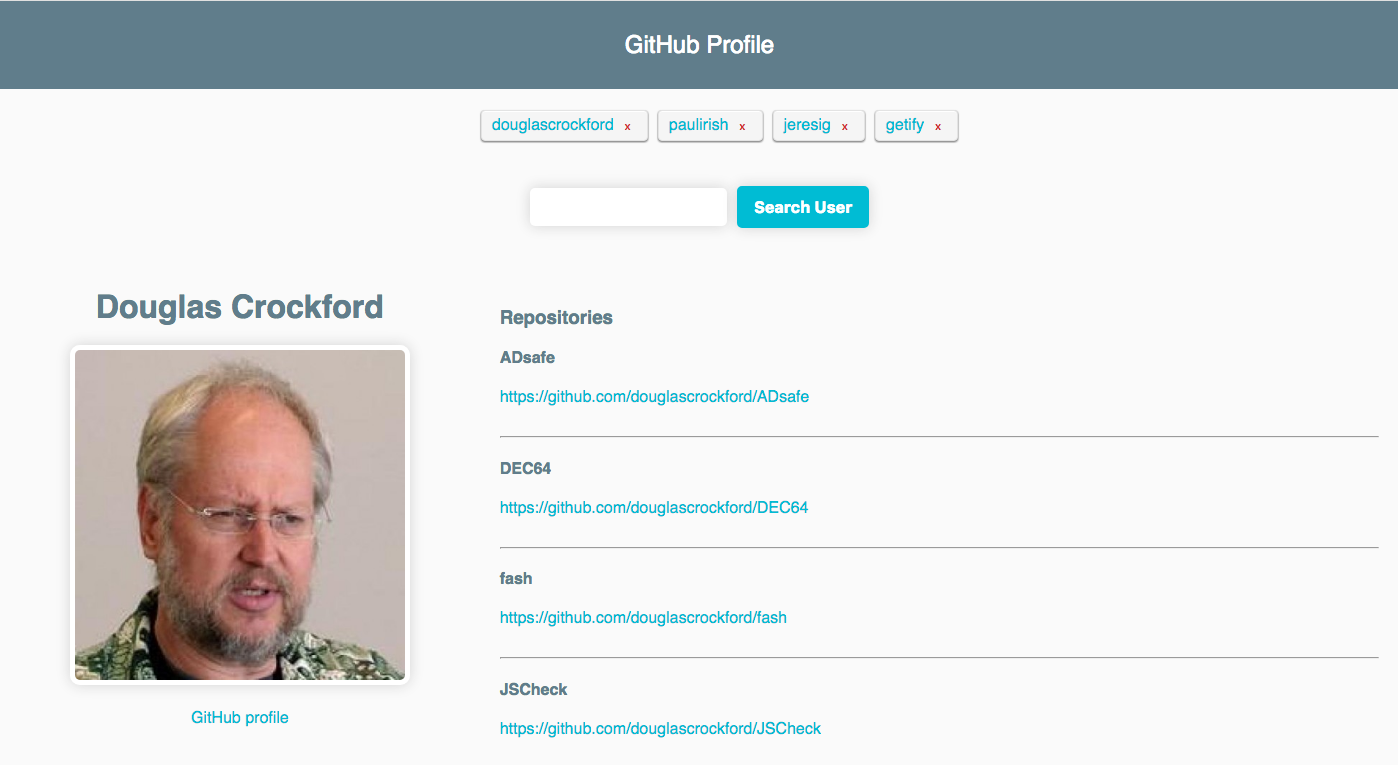 GitHub Profile
douglascrockford x paulirish x jeresig x getify x
Search User
Douglas Crockford
GitHub profile
Repositories
ADsafe
https://github.com/douglascrockford/ADsafe
DEC64
https://github.com/douglascrockford/DEC64
fash
https://github.com/douglascrockford/fash
JSCheck
https://github.com/douglascrockford/JSCheck